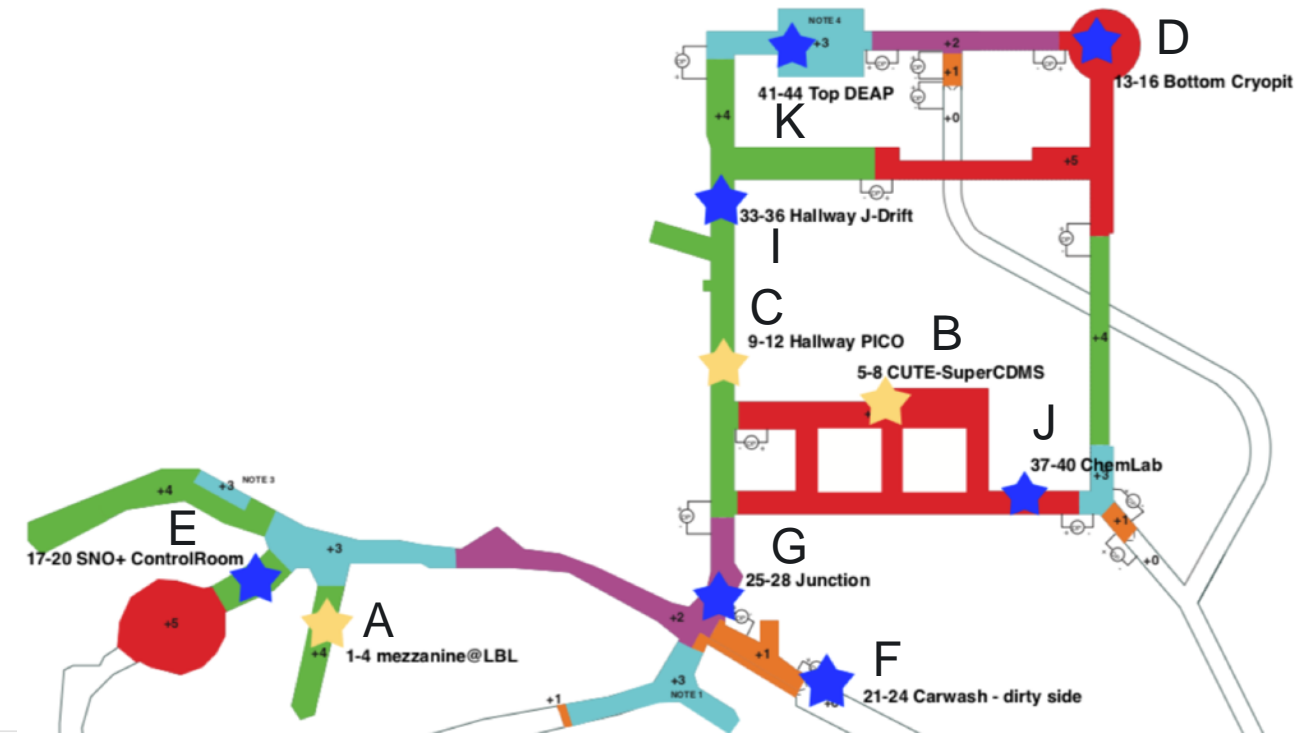 NOTE 4
+3
+2
D
+1
13-16 Bottom Cryopit
41-44 Top DEAP
+4
K
+0
+5
33-36 Hallway J-Drift
I
C
9-12 Hallway PICO
B
+4
5-8 CUTE-SuperCDMS
J
37-40 ChemLab
+3
+4
+3
NOTE 3
E
+1
17-20 SNO+ ControlRoom
+3
G
+0
25-28 Junction
+5
A
+2
+4
1-4 mezzanine@LBL
+1
F
+3
NOTE 1
21-24 Carwash - dirty side
+1